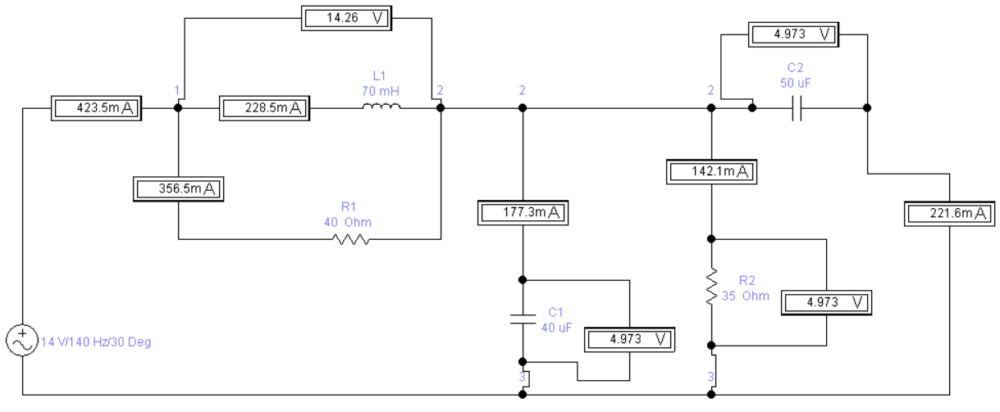 14.26 V
4.973 V
C2
50 uF
L1
70 mH
1
2
2
2
423.5mA
228.5mA
142.1mA
356.5mA
R1
40 Ohm
177.3mA
221.6mA
R2
35 Ohm
4.973 V
C1
40 uF
14 V/140 Hz/30 Deg
4.973 V
3
3